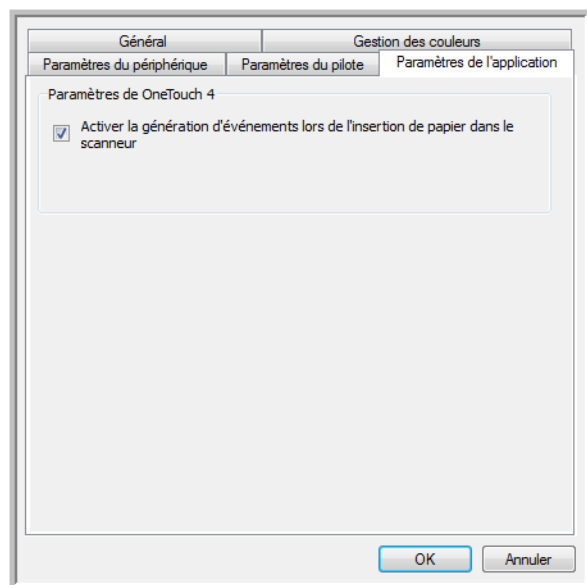 Général
Gestion des couleurs
Paramètres du périphérique
Paramètres du pilote
Paramètres de l'application
Paramètres de OneTouch 4
Activer la génération d'événements lors de l'insertion de papier dans le
scanneur
OK
Annuler